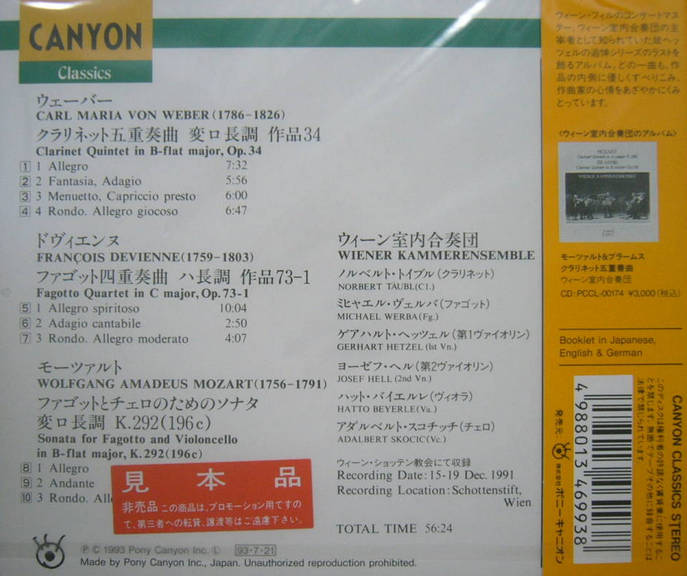 CANYON
Classics
ウェーバー
CARL MARIA VON WEBER (1786-1826)
クラリネット五重奏曲 変ロ長調 作品34
Clarinet Quintet in B-flat major, Op.34
1 1 Allegro 7:32
2 2 Fantasia, Adagio 5:56
3 3 Menuetto, Capriccio presto 6:00
4 4 Rondo. Allegro giocoso 6:47
ドヴィエンヌ
FRANÇOIS DEVIENNE (1759-1803)
ファゴット四重奏曲 ハ長調 作品73-1
Fagotto Quartet in C major, Op.73-1
5 1 Allegro spiritoso 10:04
6 2 Adagio cantabile 2:50
7 3 Rondo. Allegro moderato 4:07
モーツァルト
WOLFGANG AMADEUS MOZART (1756-1791)
ファゴットとチェロのためのソナタ
変ロ長調 K.292(196c)
Sonata for Fagotto and Violoncello
in B-flat major, K.292(196c)
8 1 Allegro
9 2 Andante
10 3 Rondo. Alle
見本品
非売品 この商品は、プロモーション用ですの
で、第三者への転貸、譲渡等はご遠慮下さい。
ウィーン室内合奏団
WIENER KAMMERENSEMBLE
ノルベルト・トイブル(クラリネット)
NORBERT TÄUBL(Cl.)
ミヒャエル・ヴェルバ(ファゴット)
MICHAEL WERBA(Fg.)
ゲアハルト・ヘッツェル(第1ヴァイオリン)
GERHART HETZEL(1st Vn.)
ヨーゼフ・ヘル(第2ヴァイオリン)
JOSEF HELL(2nd Vn.)
ハット・バイエルレ(ヴィオラ)
HATTO BEYERLE(Va.)
アダルベルト・スコチッチ(チェロ)
ADALBERT SKOCIC(Vc.)
ウィーン・ショッテン教会にて収録
Recording Date: 15-19 Dec. 1991
Recording Location: Schottenstift,
Wien
TOTAL TIME 56:24
Ⓟ Ⓒ 1993 Pony Canyon Inc. Ⓛ 93・7・21
Made by Pony Canyon Inc., Japan. Unauthorized reproduction prohibited.
ウィーン・フィルのコンサートマス
ター、ウィーン室内合奏団の主
宰者として知られていた故ヘッ
ツェルの追悼シリーズのラストを
飾るアルバム。どの一曲も、作
品の内側に優しくすべりこみ、
作曲家の心情をあざやかにくみ
とっています。
〈ウィーン室内合奏団のアルバム〉
MOZART
BRAHMS
WIENER KAMMERENSEMBLE
モーツァルト&ブラームス
クラリネット五重奏曲
ウィーン室内合奏団
CD:PCCL-00174 ¥3,000(税込)
Booklet in Japanese,
English & German
CANYON CLASSICS STEREO
4 988013 469938
発売元:株式会社ポニーキャニオン